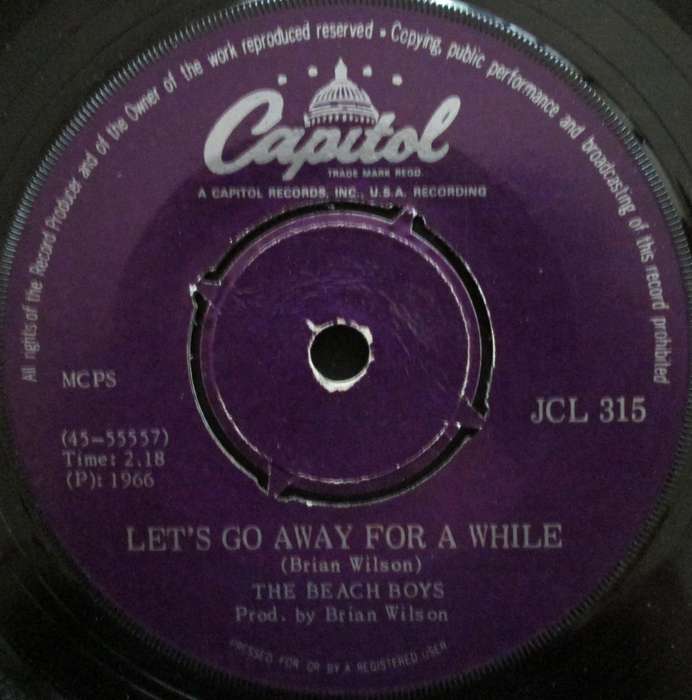 All rights of the Record Producer and of the Owner of the work reproduced reserved • Copying, public performance and broadcasting of this record prohibited
Capitol
TRADE MARK REGD.
A CAPITOL RECORDS, INC., U.S.A. RECORDING
MCPS
JCL 315
(45-55557)
Time: 2.18
(P): 1966
LET'S GO AWAY FOR A WHILE
(Brian Wilson)
THE BEACH BOYS
Prod. by Brian Wilson
PRESSED FOR OR BY A REGISTERED USER